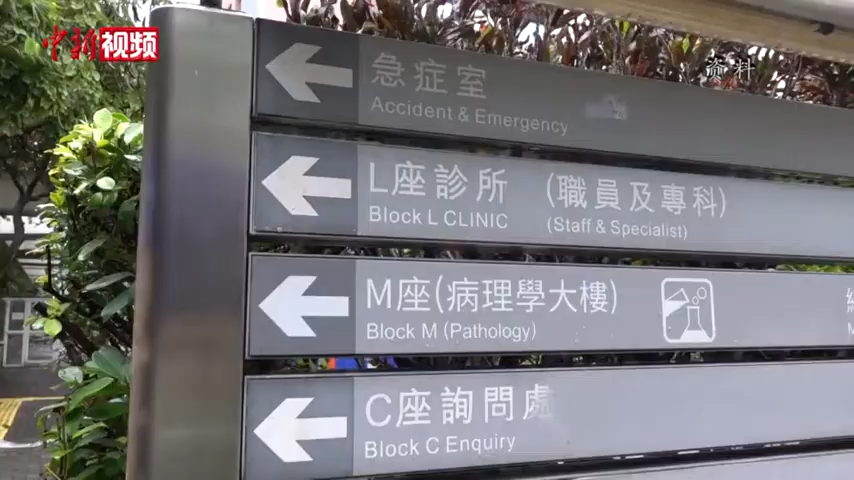 中新视频
资料
急症室
Accident & Emergency
L座診所 (職員及專科)
Block L CLINIC (Staff & Specialist)
M座(病理學大樓)
Block M (Pathology)
C座詢問處
Block C Enquiry